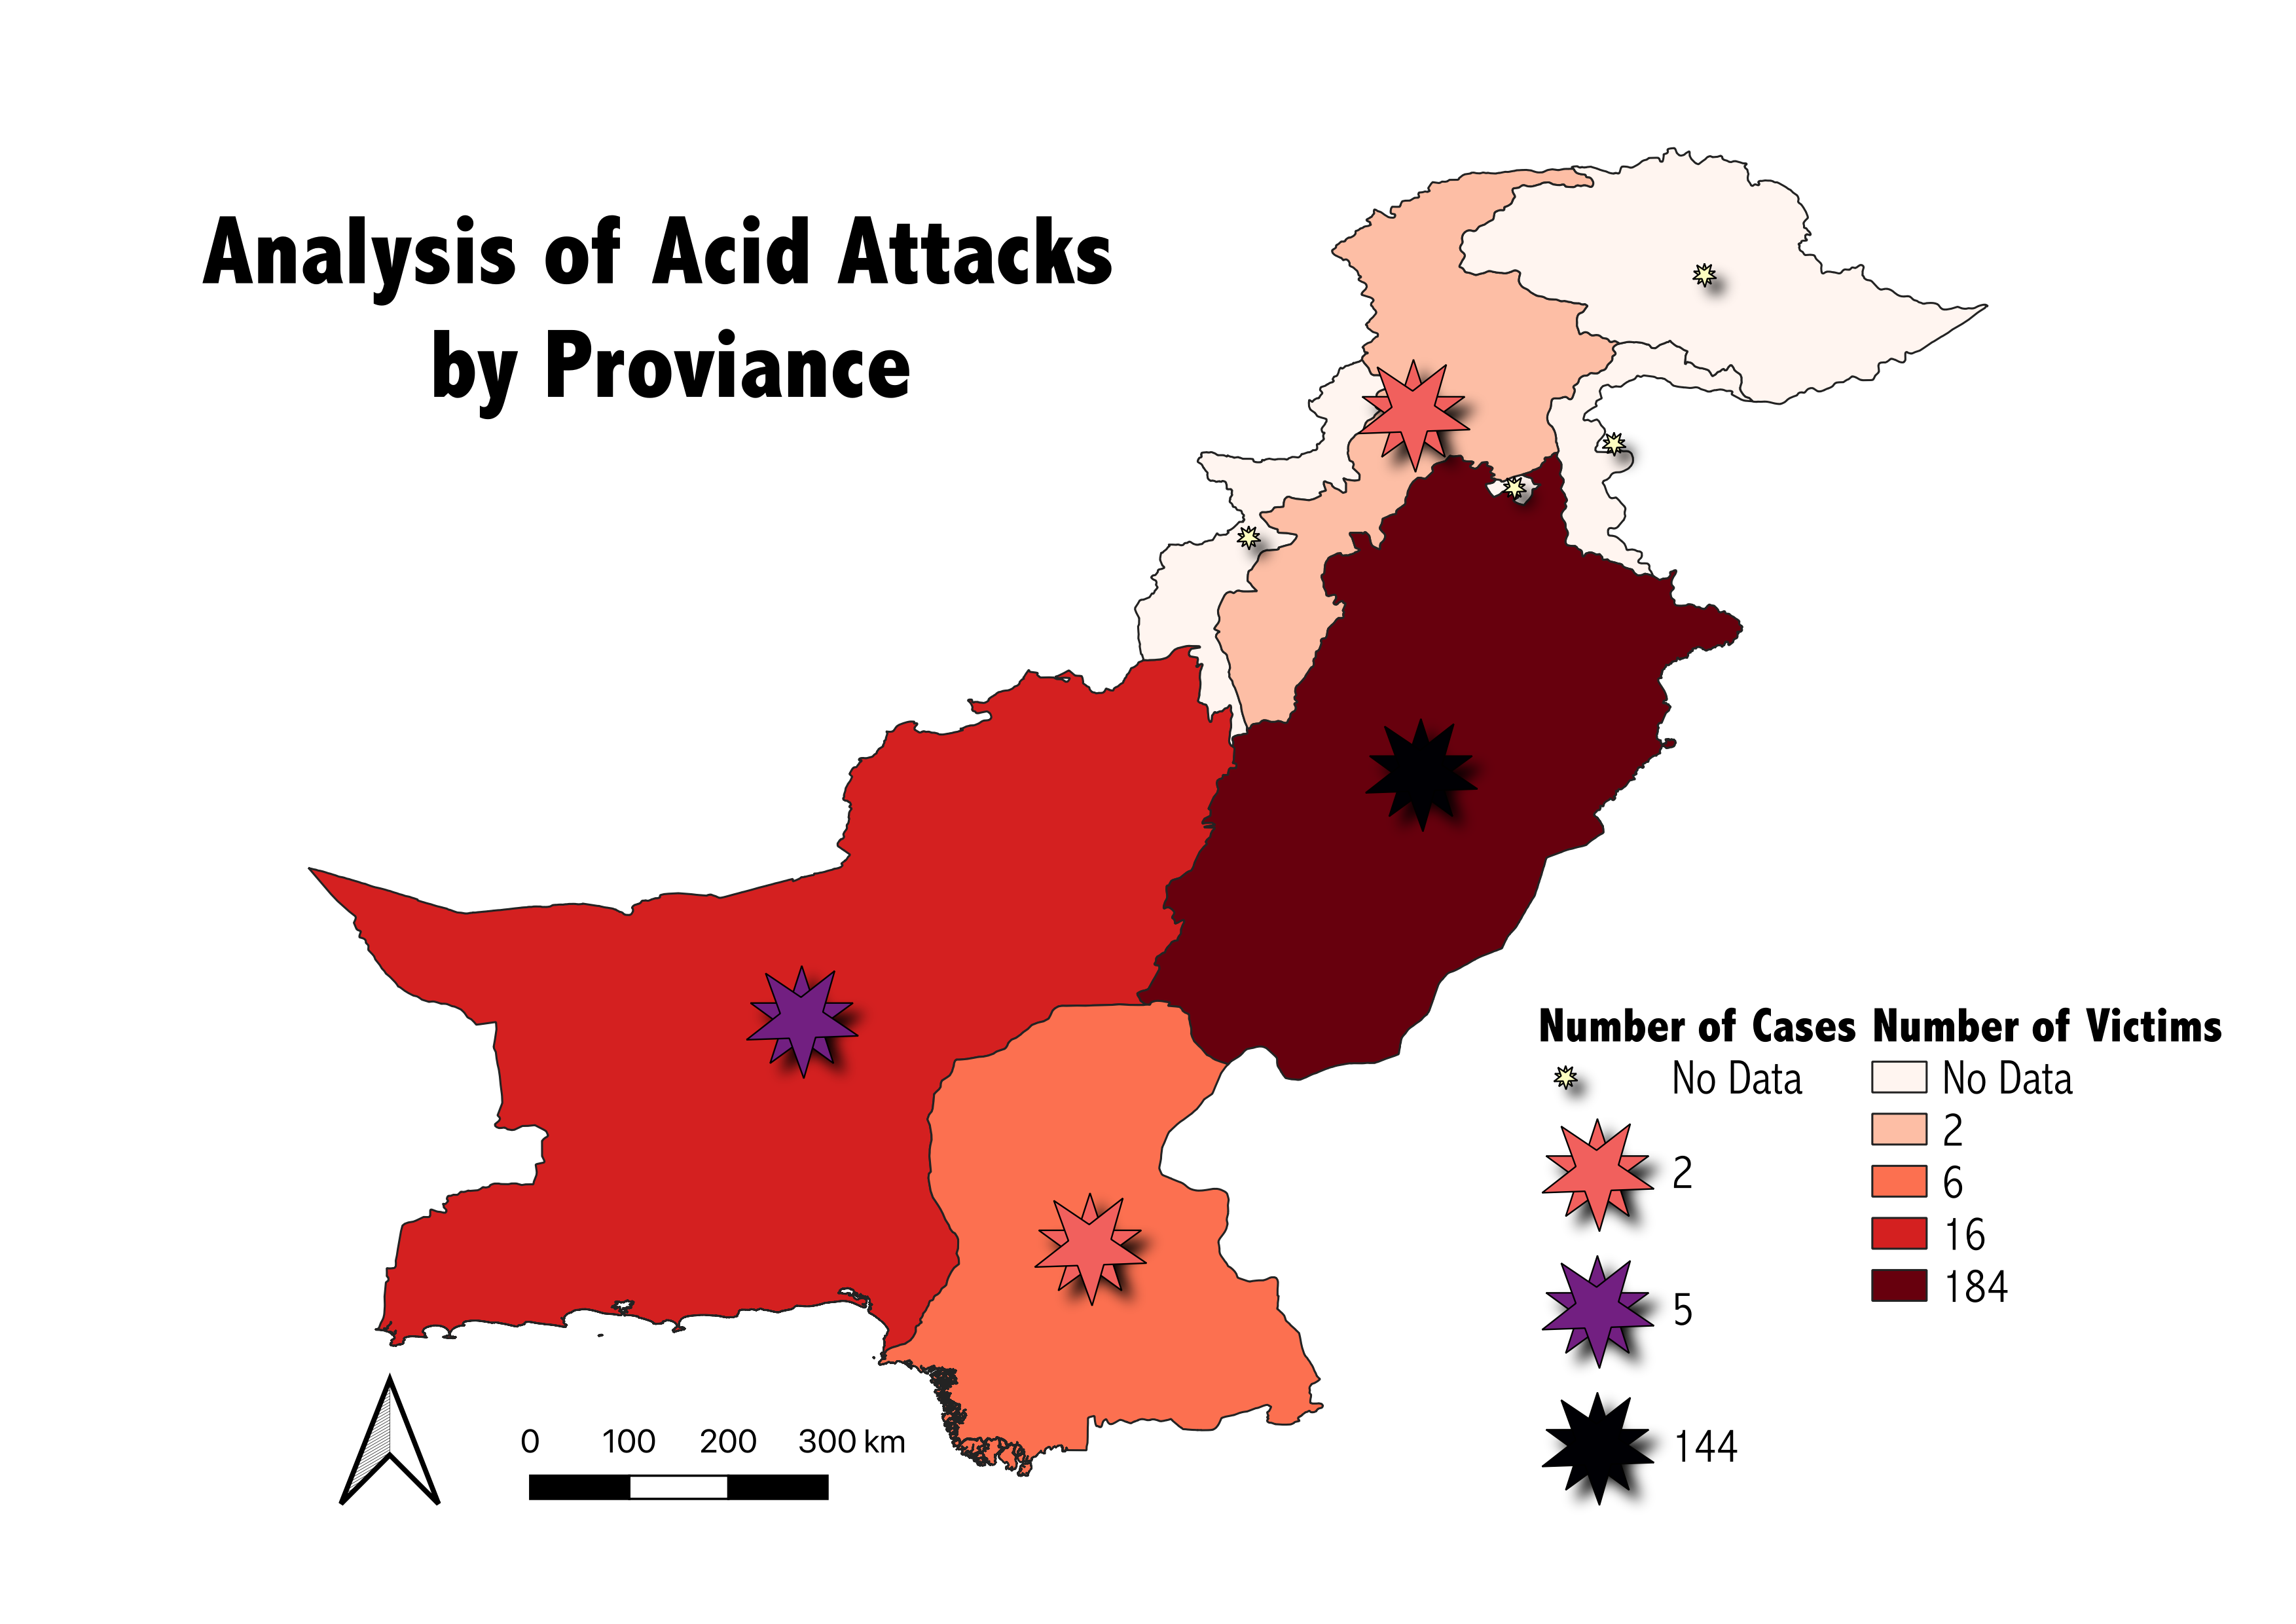 Analysis of Acid Attacks
by Proviance
Number of Cases
No Data
2
5
144
Number of Victims
No Data
2
6
16
184
0 100 200 300 km